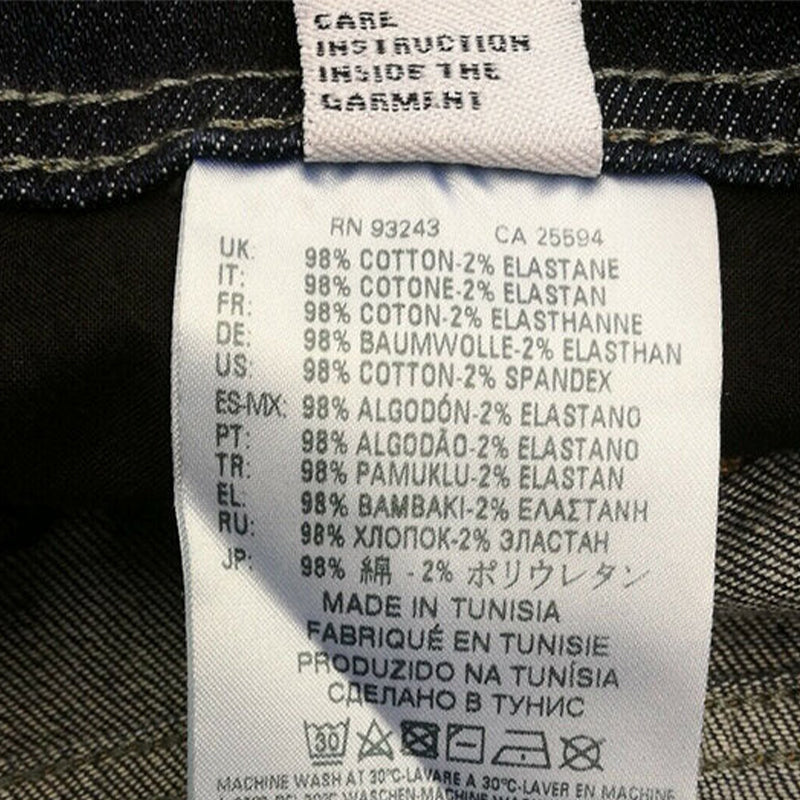 CARE
INSTRUCTION
INSIDE THE
GARMENT
RN 93243 CA 25594
UK: 98% COTTON-2% ELASTANE
IT: 98% COTONE-2% ELASTAN
FR: 98% COTON-2% ELASTHANNE
DE: 98% BAUMWOLLE-2% ELASTHAN
US: 98% COTTON-2% SPANDEX
ES-MX: 98% ALGODÓN-2% ELASTANO
PT: 98% ALGODÃO-2% ELASTANO
TR: 98% PAMUKLU-2% ELASTAN
EL: 98% BAMBAKI-2% ΕΛΑΣΤΑΝΗ
RU: 98% ХЛОПОК-2% ЭЛАСТАН
JP: 98% 綿 - 2% ポリウレタン
MADE IN TUNISIA
FABRIQUÉ EN TUNISIE
PRODUZIDO NA TUNÍSIA
СДЕЛАНО В ТУНИС
30
MACHINE WASH AT 30°C-LAVARE A 30°C-LAVER EN MACHINE
WASCHEN-MASCHINEN